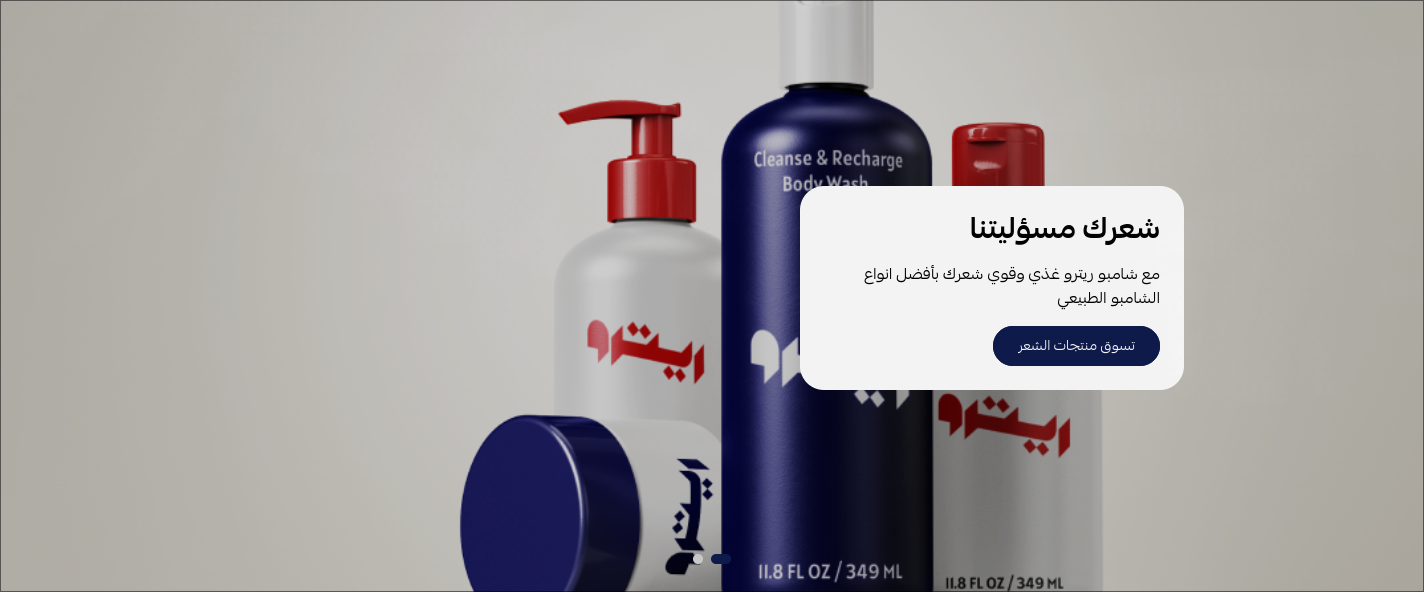 Cleanse & Recharge
Body Wash
شعرك مسؤليتنا
مع شامبو ريترو غذي وقوي شعرك بأفضل انواع
الشامبو الطبيعي
تسوق منتجات الشعر
ريترو
ريترو
ريترو
11.8 FL OZ / 349 ML
11.8 FL OZ / 349 ML